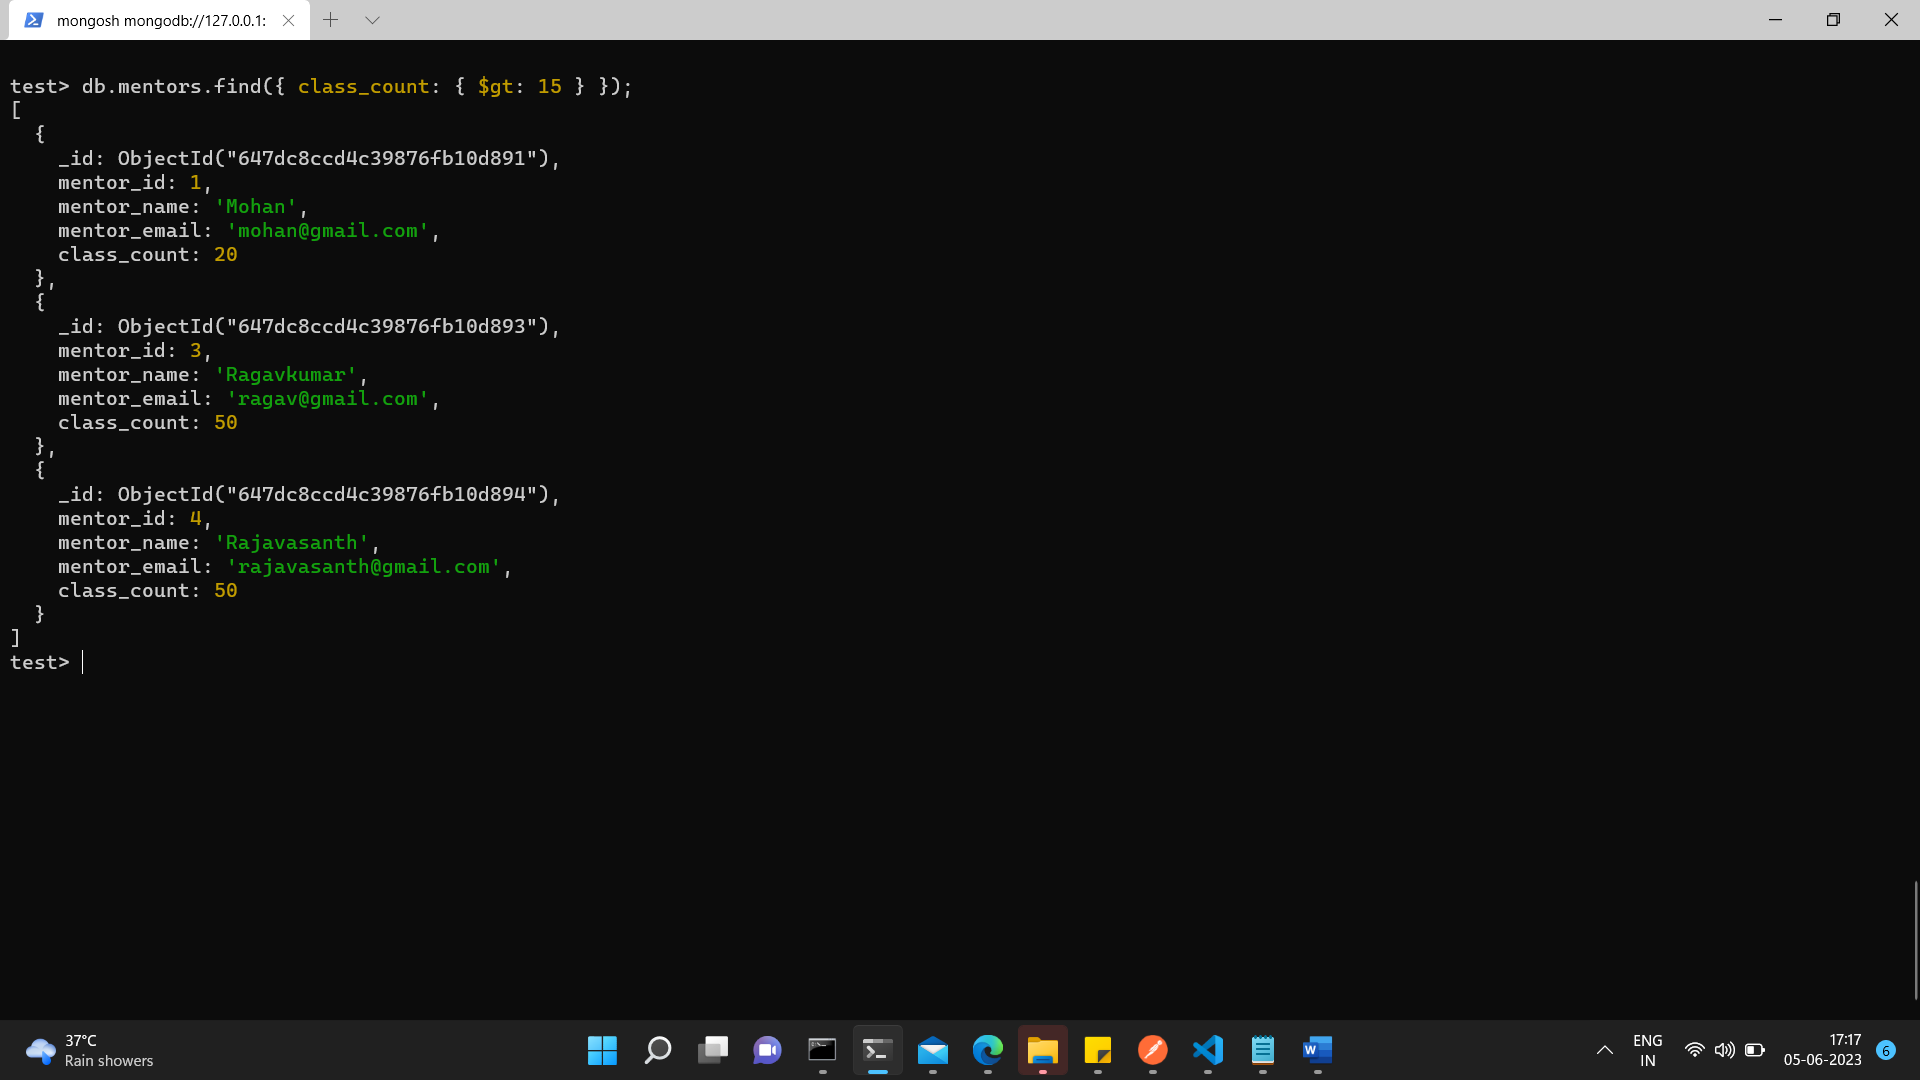 mongosh mongodb://127.0.0.1:
test> db.mentors.find({ class_count: { $gt: 15 } });
[
  {
    _id: ObjectId("647dc8ccd4c39876fb10d891"),
    mentor_id: 1,
    mentor_name: 'Mohan',
    mentor_email: 'mohan@gmail.com',
    class_count: 20
  },
  {
    _id: ObjectId("647dc8ccd4c39876fb10d893"),
    mentor_id: 3,
    mentor_name: 'Ragavkumar',
    mentor_email: 'ragav@gmail.com',
    class_count: 50
  },
  {
    _id: ObjectId("647dc8ccd4c39876fb10d894"),
    mentor_id: 4,
    mentor_name: 'Rajavasanth',
    mentor_email: 'rajavasanth@gmail.com',
    class_count: 50
  }
]
test>
37°C
Rain showers
ENG
IN
17:17
05-06-2023
6